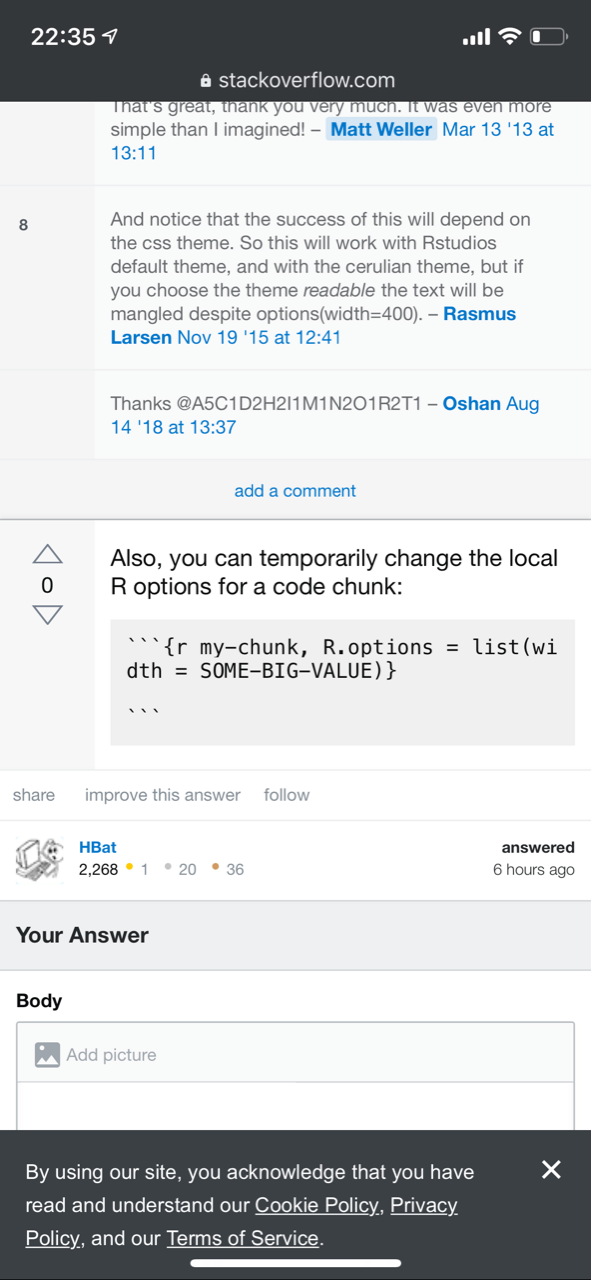 22:35
stackoverflow.com
That's great, thank you very much. It was even more
simple than I imagined! – Matt Weller Mar 13 '13 at
13:11
8
And notice that the success of this will depend on
the css theme. So this will work with Rstudios
default theme, and with the cerulian theme, but if
you choose the theme readable the text will be
mangled despite options(width=400). – Rasmus
Larsen Nov 19 '15 at 12:41
Thanks @A5C1D2H2I1M1N2O1R2T1 – Oshan Aug
14 '18 at 13:37
add a comment
0
Also, you can temporarily change the local
R options for a code chunk:
```{r my-chunk, R.options = list(wi
dth = SOME-BIG-VALUE)}
```
share improve this answer follow
HBat
answered
2,268 1 20 36
6 hours ago
Your Answer
Body
Add picture
By using our site, you acknowledge that you have
read and understand our Cookie Policy, Privacy
Policy, and our Terms of Service.